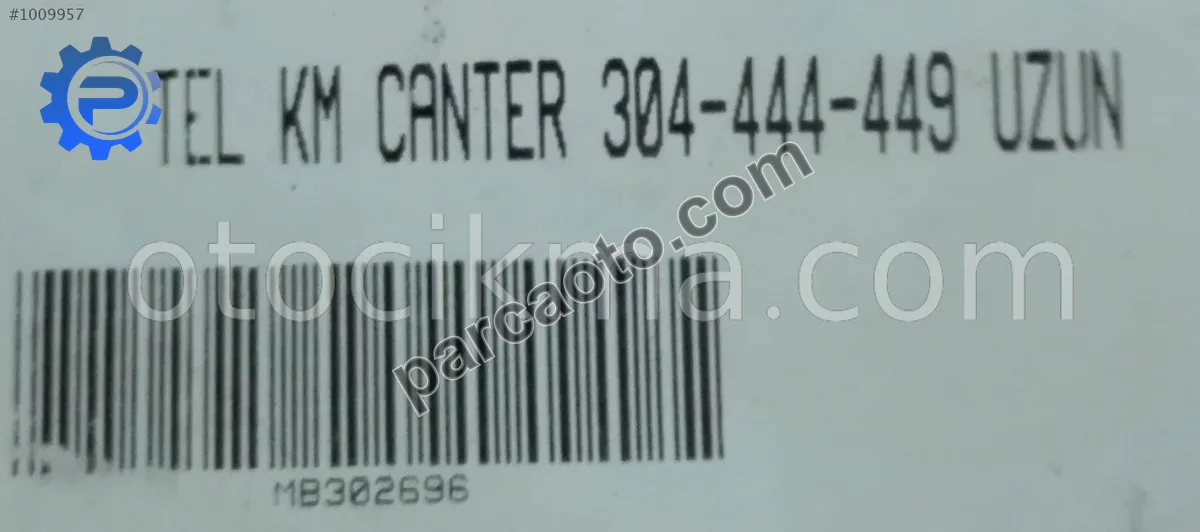 #1009957
TEL KM CANTER 304-444-449 UZUN
otocikma.com
parcaoto.com
MB302696